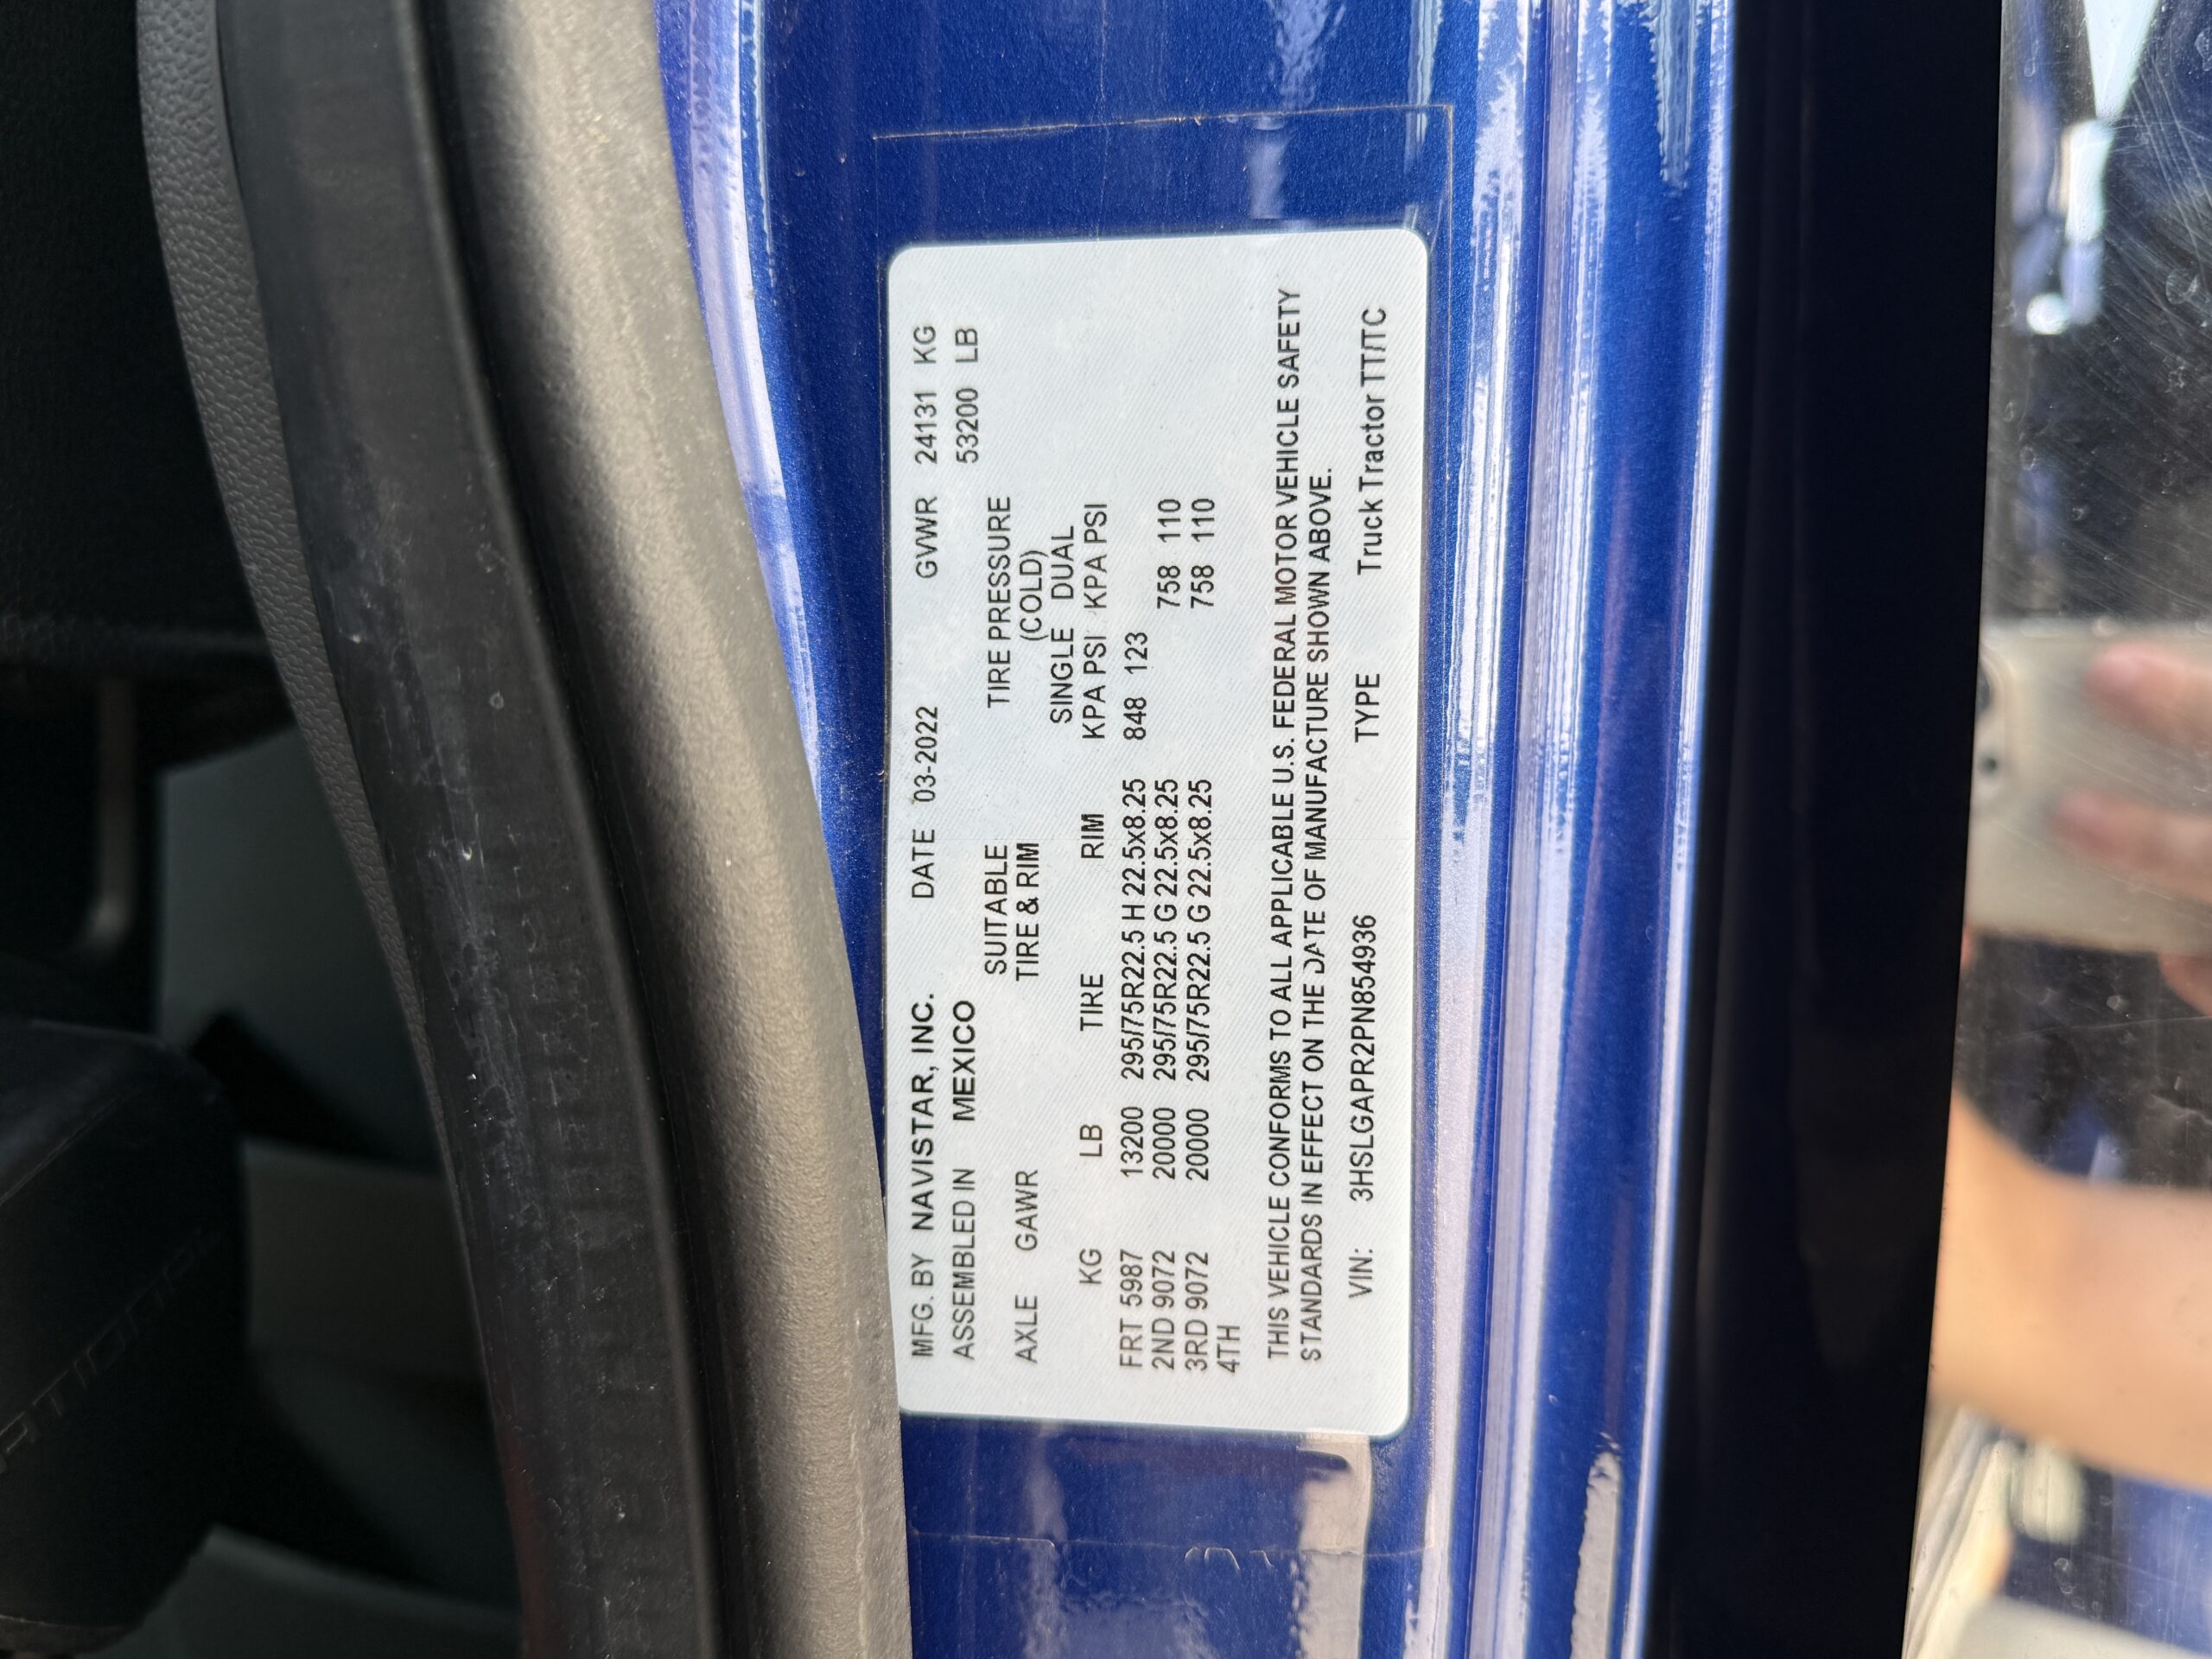 MFG. BY NAVISTAR, INC. DATE 03-2022 GVWR 24131 KG
ASSEMBLED IN MEXICO 53200 LB
SUITABLE TIRE PRESSURE
AXLE GAWR TIRE & RIM (COLD)
SINGLE DUAL
KG LB TIRE RIM KPA PSI KPA PSI
FRT 5987 13200 295/75R22.5 H 22.5x8.25 848 123
2ND 9072 20000 295/75R22.5 G 22.5x8.25 758 110
3RD 9072 20000 295/75R22.5 G 22.5x8.25 758 110
4TH
THIS VEHICLE CONFORMS TO ALL APPLICABLE U.S. FEDERAL MOTOR VEHICLE SAFETY
STANDARDS IN EFFECT ON THE DATE OF MANUFACTURE SHOWN ABOVE.
VIN: 3HSLGAPR2PN854936 TYPE Truck Tractor TT/TC